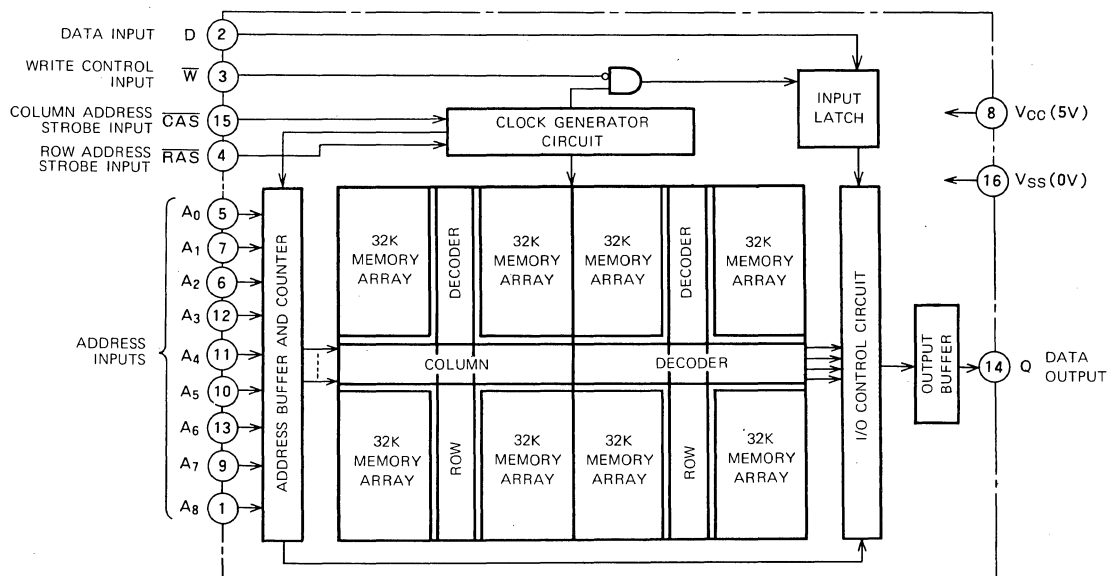 DATA INPUT D 2
WRITE CONTROL
INPUT W 3
COLUMN ADDRESS
STROBE INPUT CAS 15
ROW ADDRESS
STROBE INPUT RAS 4
CLOCK GENERATOR
CIRCUIT
INPUT
LATCH
8 VCC (5V)
16 VSS (0V)
ADDRESS
INPUTS
A0 5
A1 7
A2 6
A3 12
A4 11
A5 10
A6 13
A7 9
A8 1
ADDRESS BUFFER AND COUNTER
32K
MEMORY
ARRAY
DECODER
32K
MEMORY
ARRAY
32K
MEMORY
ARRAY
DECODER
32K
MEMORY
ARRAY
COLUMN
DECODER
32K
MEMORY
ARRAY
ROW
32K
MEMORY
ARRAY
32K
MEMORY
ARRAY
ROW
32K
MEMORY
ARRAY
I/O CONTROL CIRCUIT
OUTPUT
BUFFER
14 Q DATA
OUTPUT